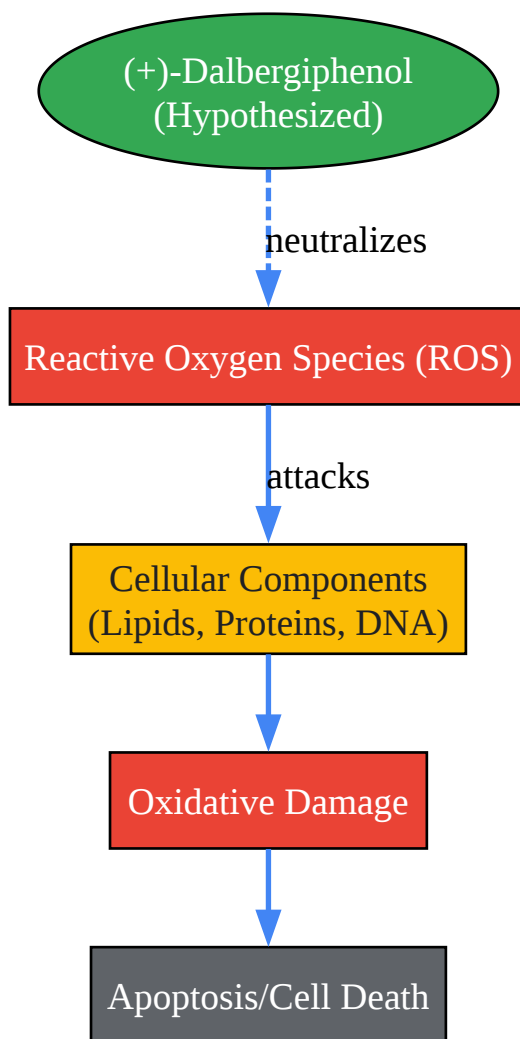 (+)-Dalbergiphenol
(Hypothesized)
neutralizes
Reactive Oxygen Species (ROS)
attacks
Cellular Components
(Lipids, Proteins, DNA)
Oxidative Damage
Apoptosis/Cell Death